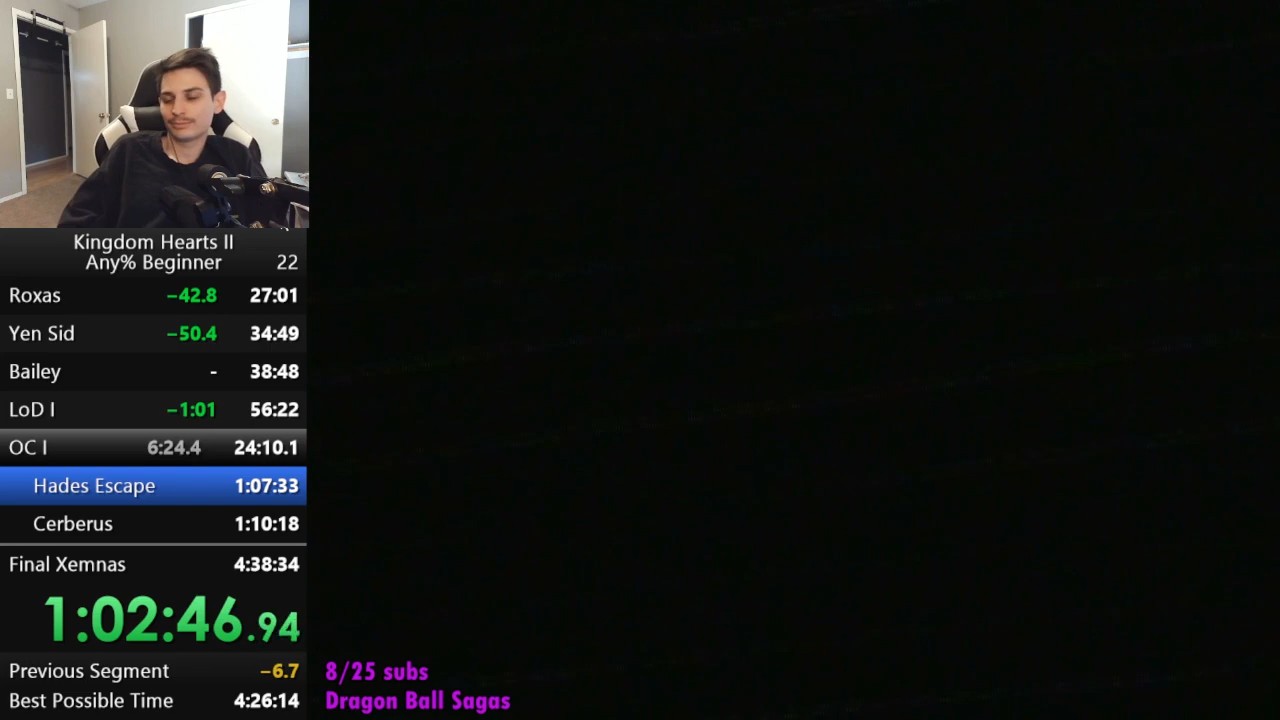 Kingdom Hearts II
Any% Beginner 22
Roxas −42.8 27:01
Yen Sid −50.4 34:49
Bailey - 38:48
LoD I −1:01 56:22
OC I 6:24.4 24:10.1
Hades Escape 1:07:33
Cerberus 1:10:18
Final Xemnas 4:38:34
1:02:46.94
Previous Segment −6.7
Best Possible Time 4:26:14
8/25 subs
Dragon Ball Sagas